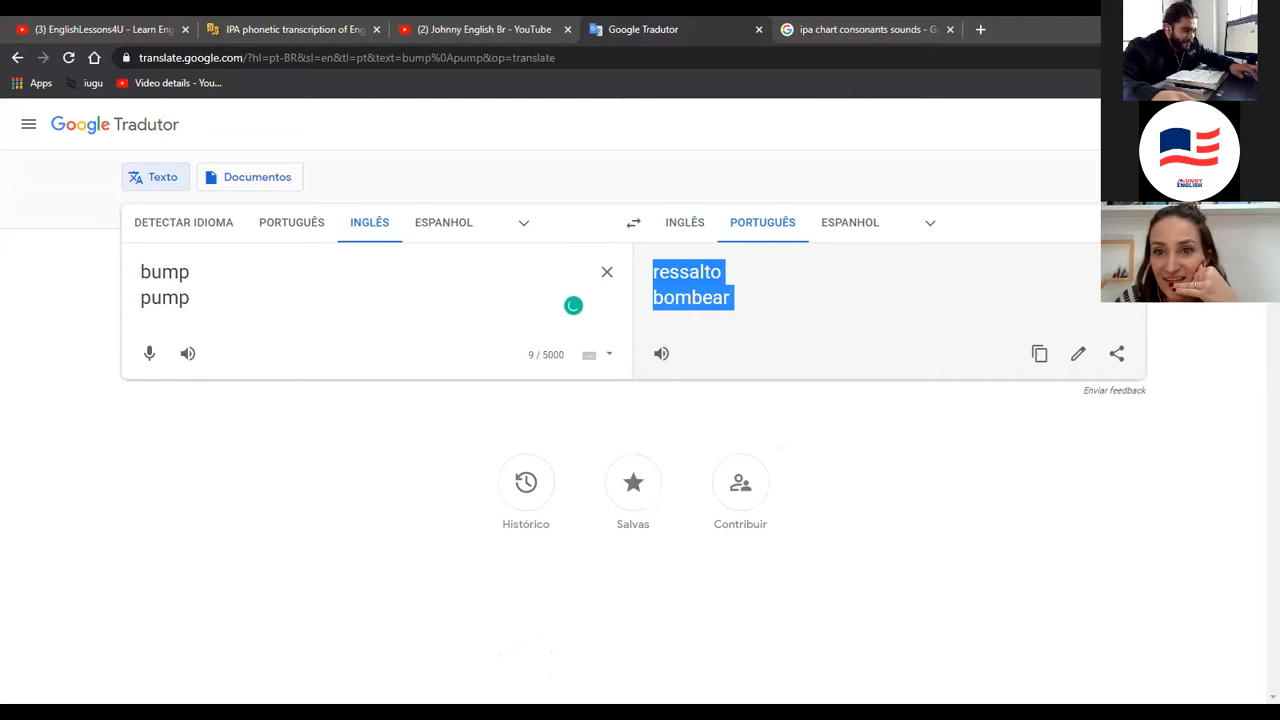 (3) EnglishLessons4U - Learn Eng
IPA phonetic transcription of Eng
(2) Johnny English Br - YouTube
Google Tradutor
ipa chart consonants sounds - Go
translate.google.com/?hl=pt-BR&sl=en&tl=pt&text=bump%0Apump&op=translate
Apps
iugu
Video details - You...
Google Tradutor
Texto
Documentos
DETECTAR IDIOMA
PORTUGUÊS
INGLÊS
ESPANHOL
INGLÊS
PORTUGUÊS
ESPANHOL
bump
pump
ressalto
bombear
9 / 5000
Enviar feedback
Histórico
Salvas
Contribuir
JOHNNY
ENGLISH